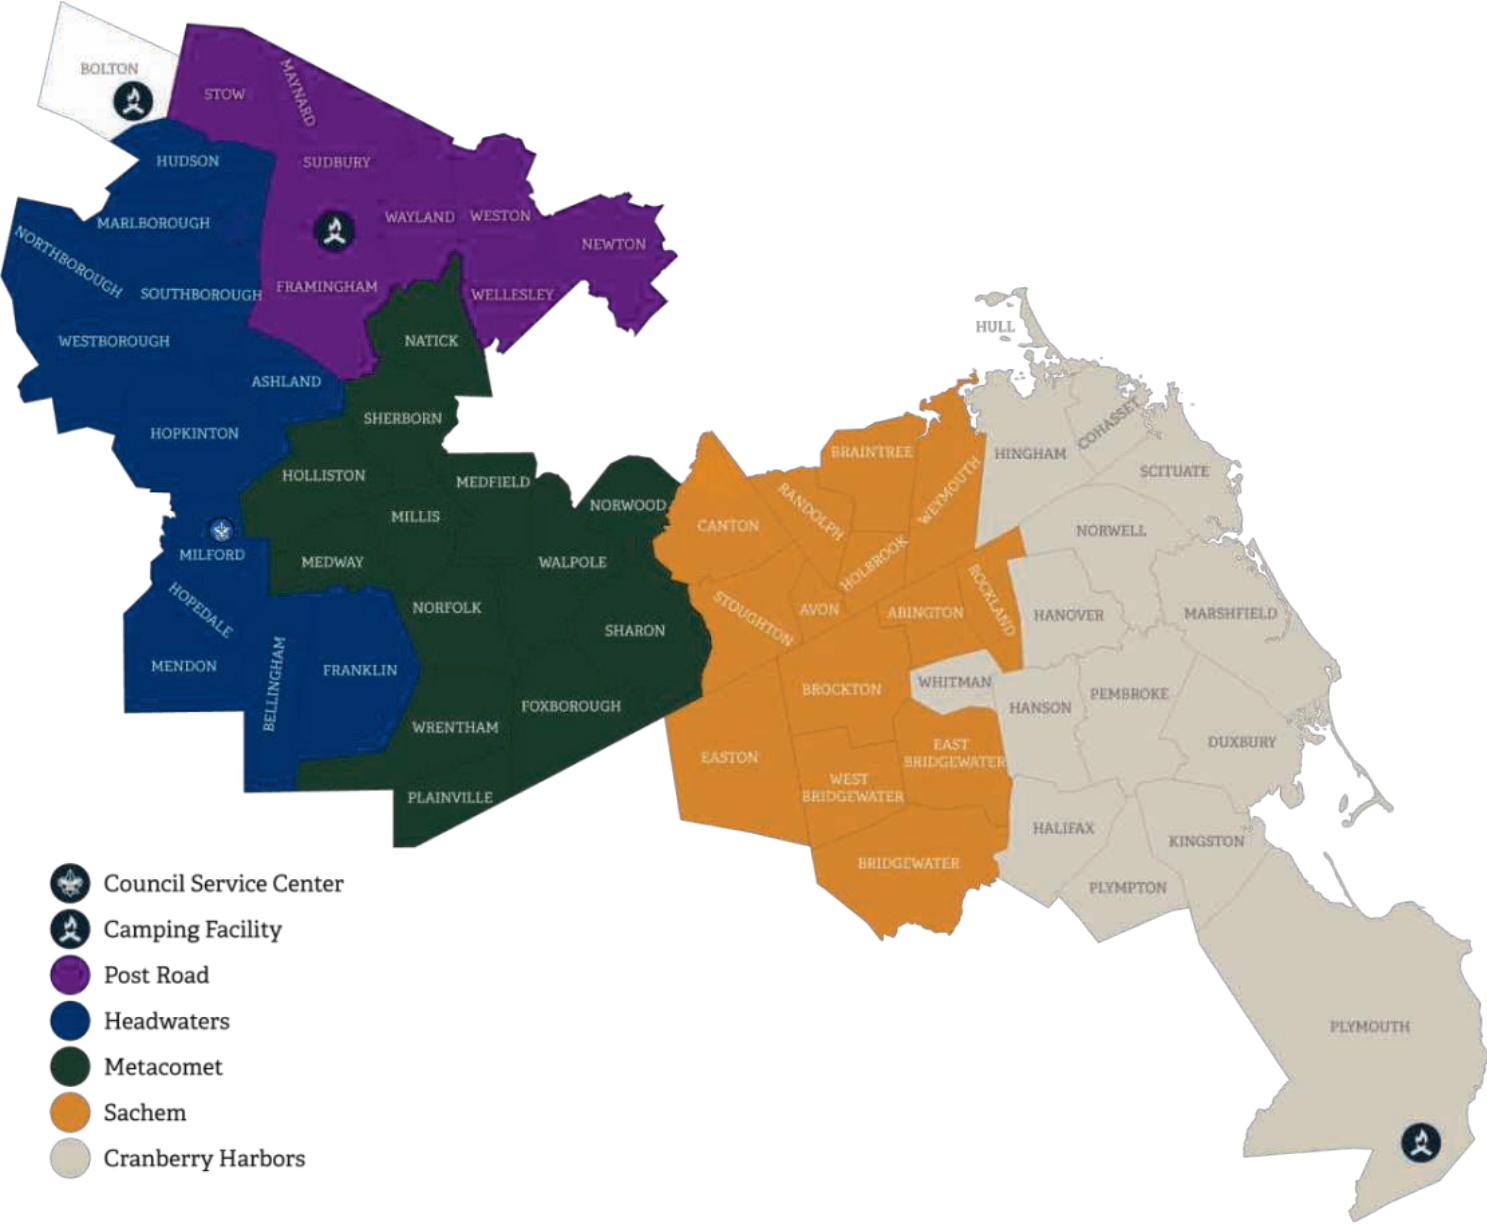 BOLTON
STOW
MAYNARD
HUDSON
SUDBURY
MARLBOROUGH
WAYLAND
WESTON
NEWTON
NORTHBOROUGH
SOUTHBOROUGH
FRAMINGHAM
WELLESLEY
WESTBOROUGH
NATICK
ASHLAND
SHERBORN
HOPKINTON
HOLLISTON
MEDFIELD
NORWOOD
MILLIS
MILFORD
MEDWAY
WALPOLE
HOPEDALE
NORFOLK
SHARON
MENDON
BELLINGHAM
FRANKLIN
FOXBOROUGH
WRENTHAM
PLAINVILLE
HULL
BRAINTREE
WEYMOUTH
HINGHAM
COHASSET
SCITUATE
CANTON
RANDOLPH
NORWELL
HOLBROOK
STOUGHTON
AVON
ABINGTON
ROCKLAND
HANOVER
MARSHFIELD
BROCKTON
WHITMAN
HANSON
PEMBROKE
EASTON
EAST
BRIDGEWATER
DUXBURY
WEST
BRIDGEWATER
HALIFAX
KINGSTON
BRIDGEWATER
PLYMPTON
PLYMOUTH
Council Service Center
Camping Facility
Post Road
Headwaters
Metacomet
Sachem
Cranberry Harbors